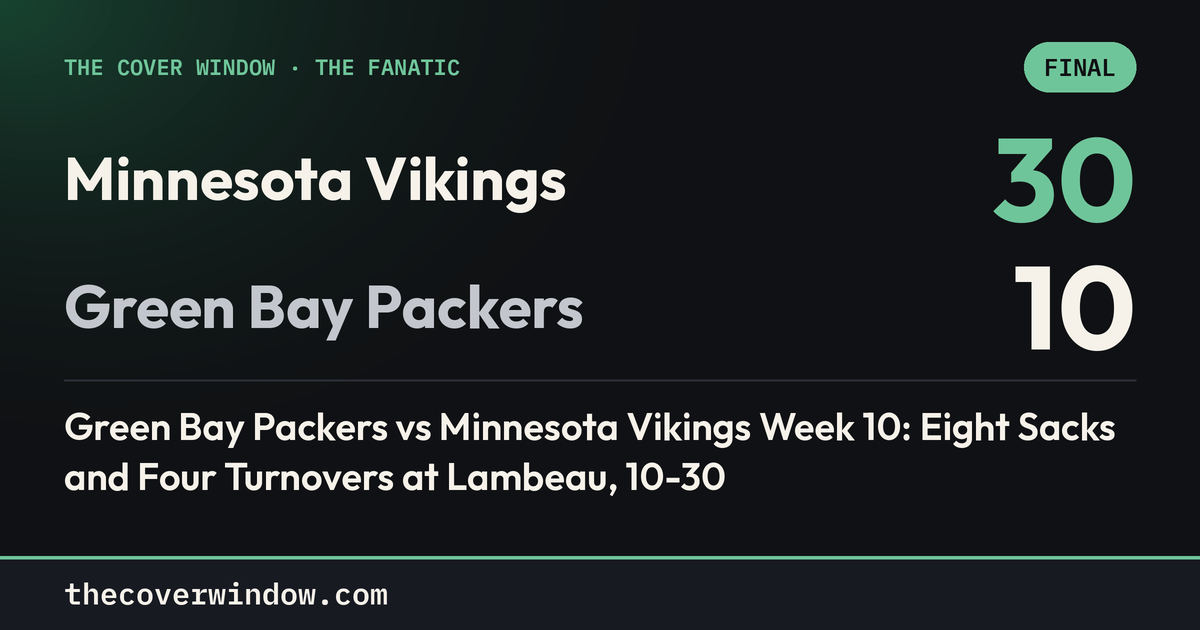 THE COVER WINDOW · THE FANATIC
FINAL
Minnesota Vikings 30
Green Bay Packers 10
Green Bay Packers vs Minnesota Vikings Week 10: Eight Sacks
and Four Turnovers at Lambeau, 10-30
thecoverwindow.com